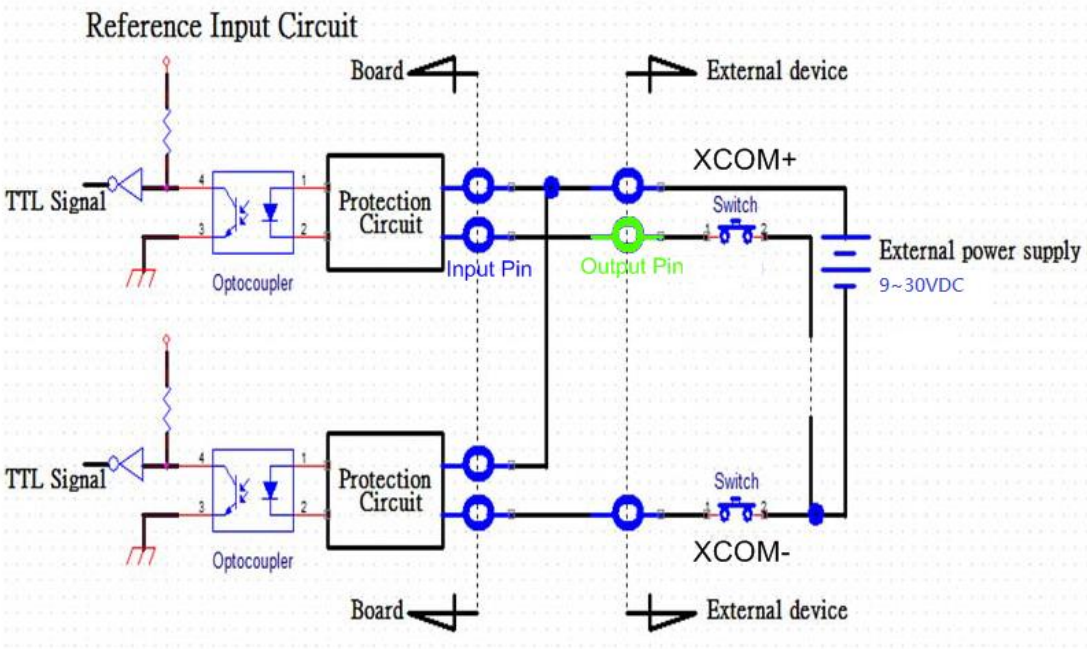 Reference Input Circuit
Board
External device
XCOM+
4
1
Protection
Circuit
Switch
1 2
TTL Signal
3
2
Input Pin
Output Pin
External power supply
9~30VDC
Optocoupler
4
1
Protection
Circuit
Switch
1 2
TTL Signal
3
2
XCOM-
Optocoupler
Board
External device